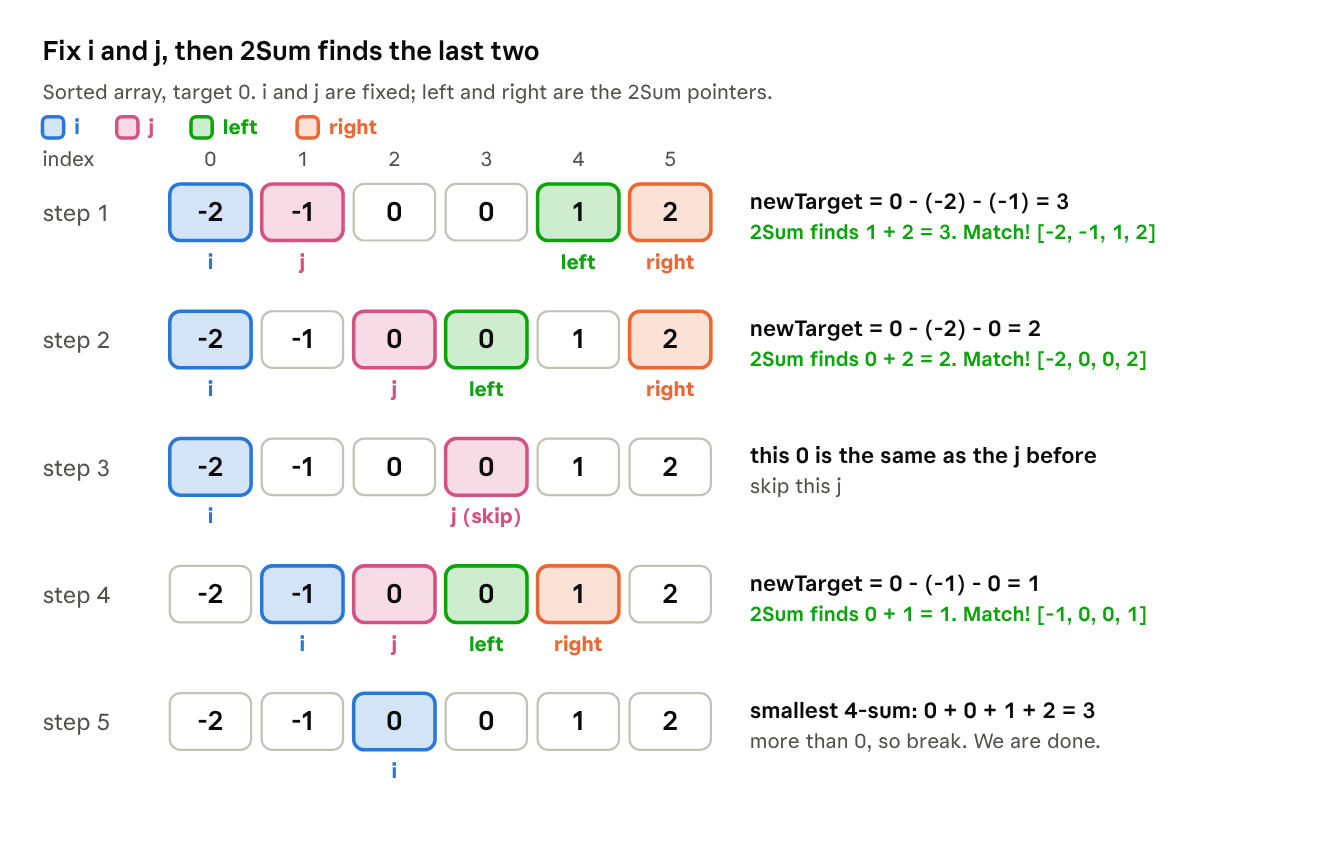 Fix i and j, then 2Sum finds the last two
Sorted array, target 0. i and j are fixed; left and right are the 2Sum pointers.
i j left right
index 0 1 2 3 4 5
step 1 -2 -1 0 0 1 2
newTarget = 0 - (-2) - (-1) = 3
2Sum finds 1 + 2 = 3. Match! [-2, -1, 1, 2]
i j left right
step 2 -2 -1 0 0 1 2
newTarget = 0 - (-2) - 0 = 2
2Sum finds 0 + 2 = 2. Match! [-2, 0, 0, 2]
i j left right
step 3 -2 -1 0 0 1 2
this 0 is the same as the j before
skip this j
i j (skip)
step 4 -2 -1 0 0 1 2
newTarget = 0 - (-1) - 0 = 1
2Sum finds 0 + 1 = 1. Match! [-1, 0, 0, 1]
i j left right
step 5 -2 -1 0 0 1 2
smallest 4-sum: 0 + 0 + 1 + 2 = 3
more than 0, so break. We are done.
i